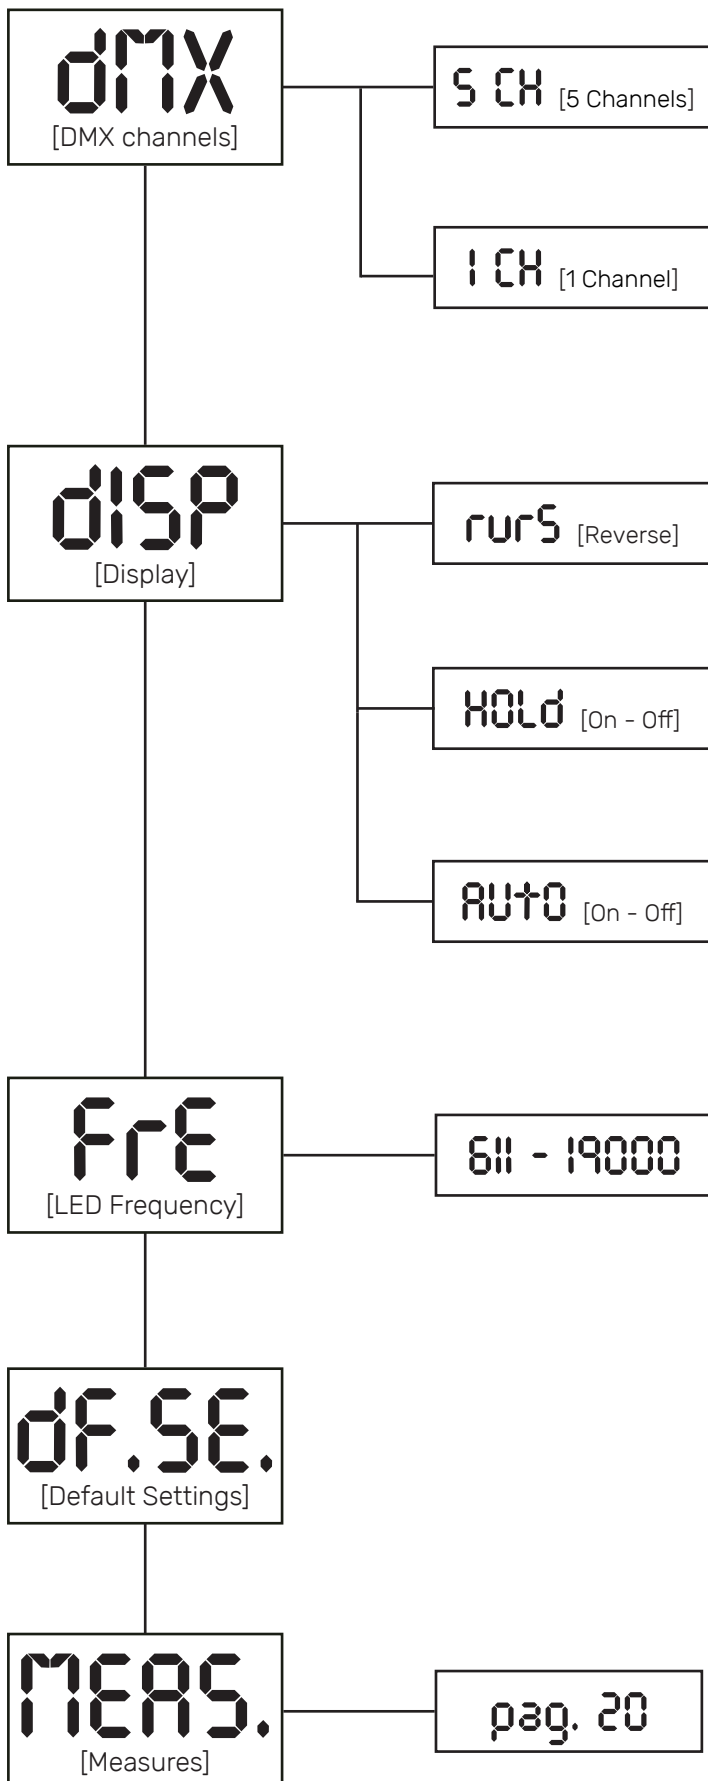 dMX
[DMX channels]
5 CH [5 Channels]
1 CH [1 Channel]
dISP
[Display]
rurS [Reverse]
HOLd [On - Off]
AUtO [On - Off]
FrE
[LED Frequency]
611 - 19000
dF.SE.
[Default Settings]
MEAS.
[Measures]
pag. 20